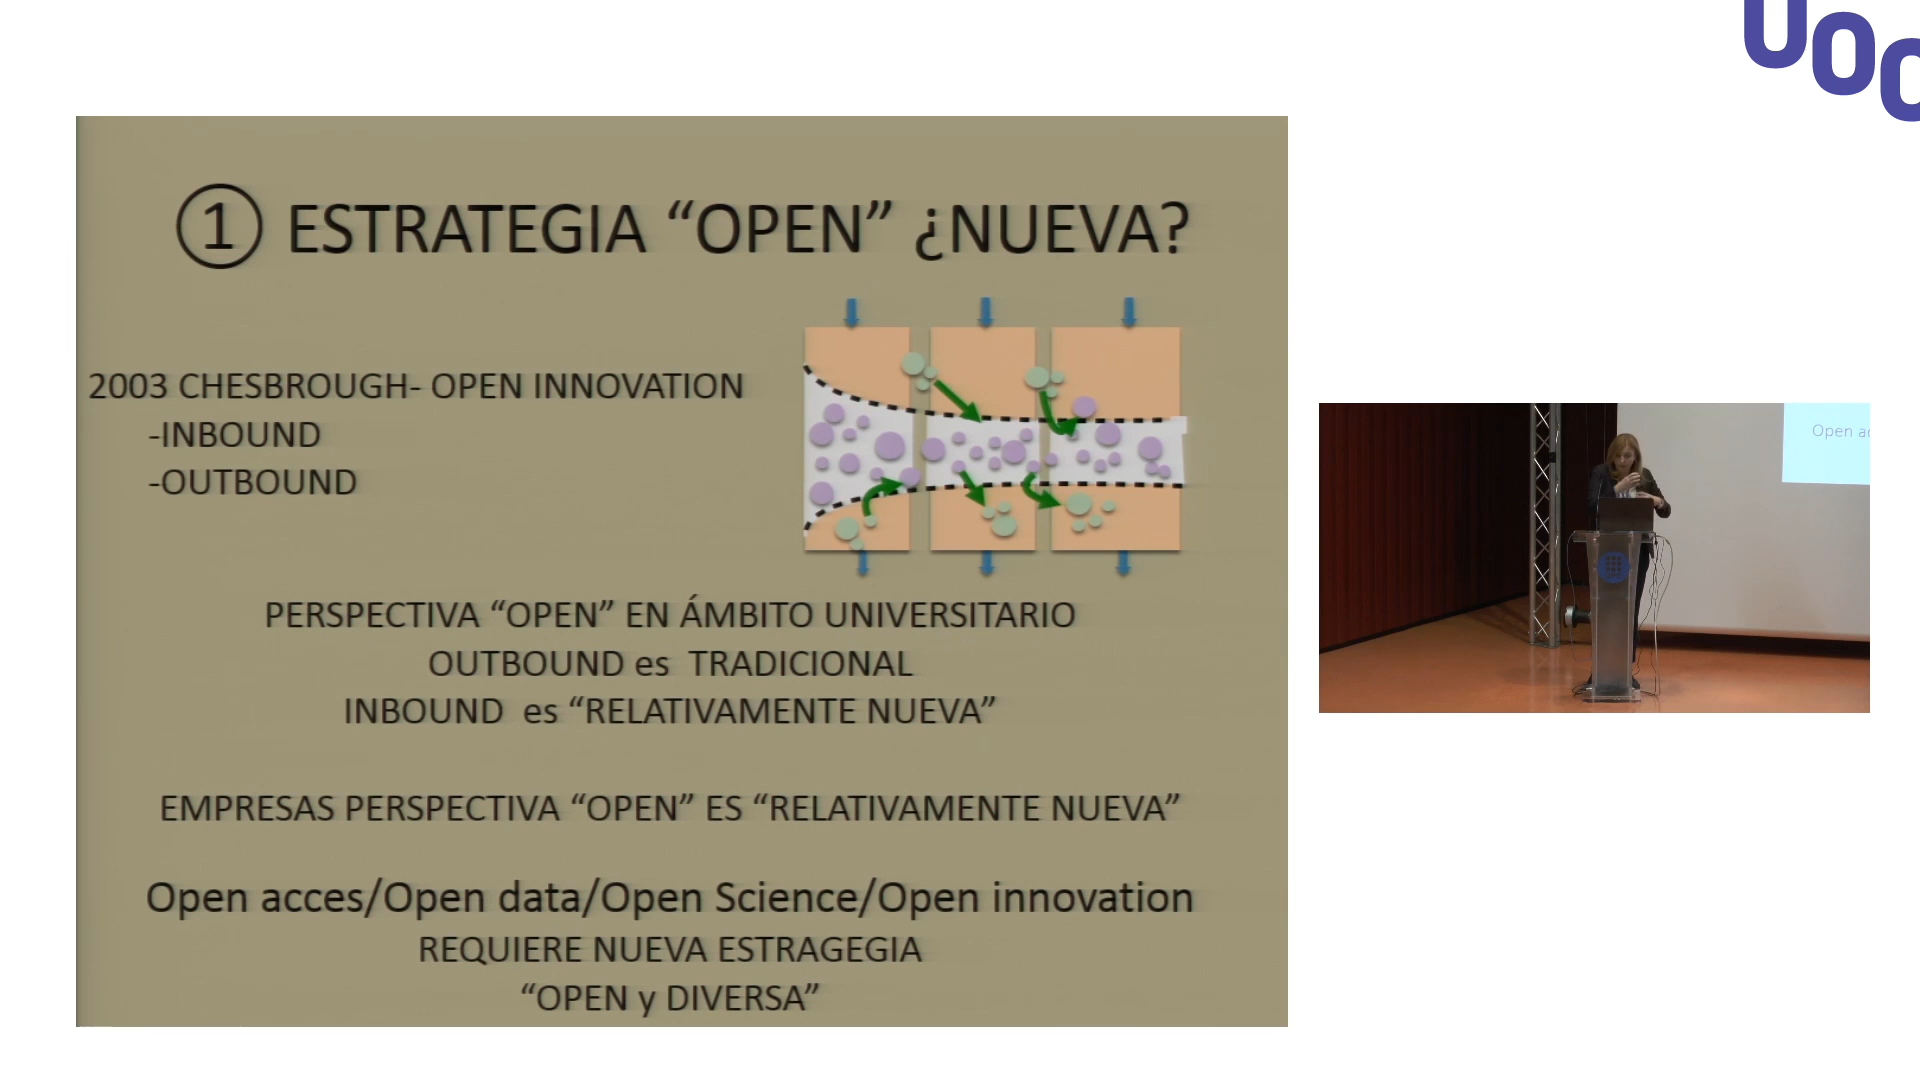 UOC
① ESTRATEGIA “OPEN” ¿NUEVA?
2003 CHESBROUGH- OPEN INNOVATION
-INBOUND
-OUTBOUND
PERSPECTIVA “OPEN” EN ÁMBITO UNIVERSITARIO
OUTBOUND es TRADICIONAL
INBOUND es “RELATIVAMENTE NUEVA”
EMPRESAS PERSPECTIVA “OPEN” ES “RELATIVAMENTE NUEVA”
Open acces/Open data/Open Science/Open innovation
REQUIERE NUEVA ESTRAGEGIA
“OPEN y DIVERSA”
Open